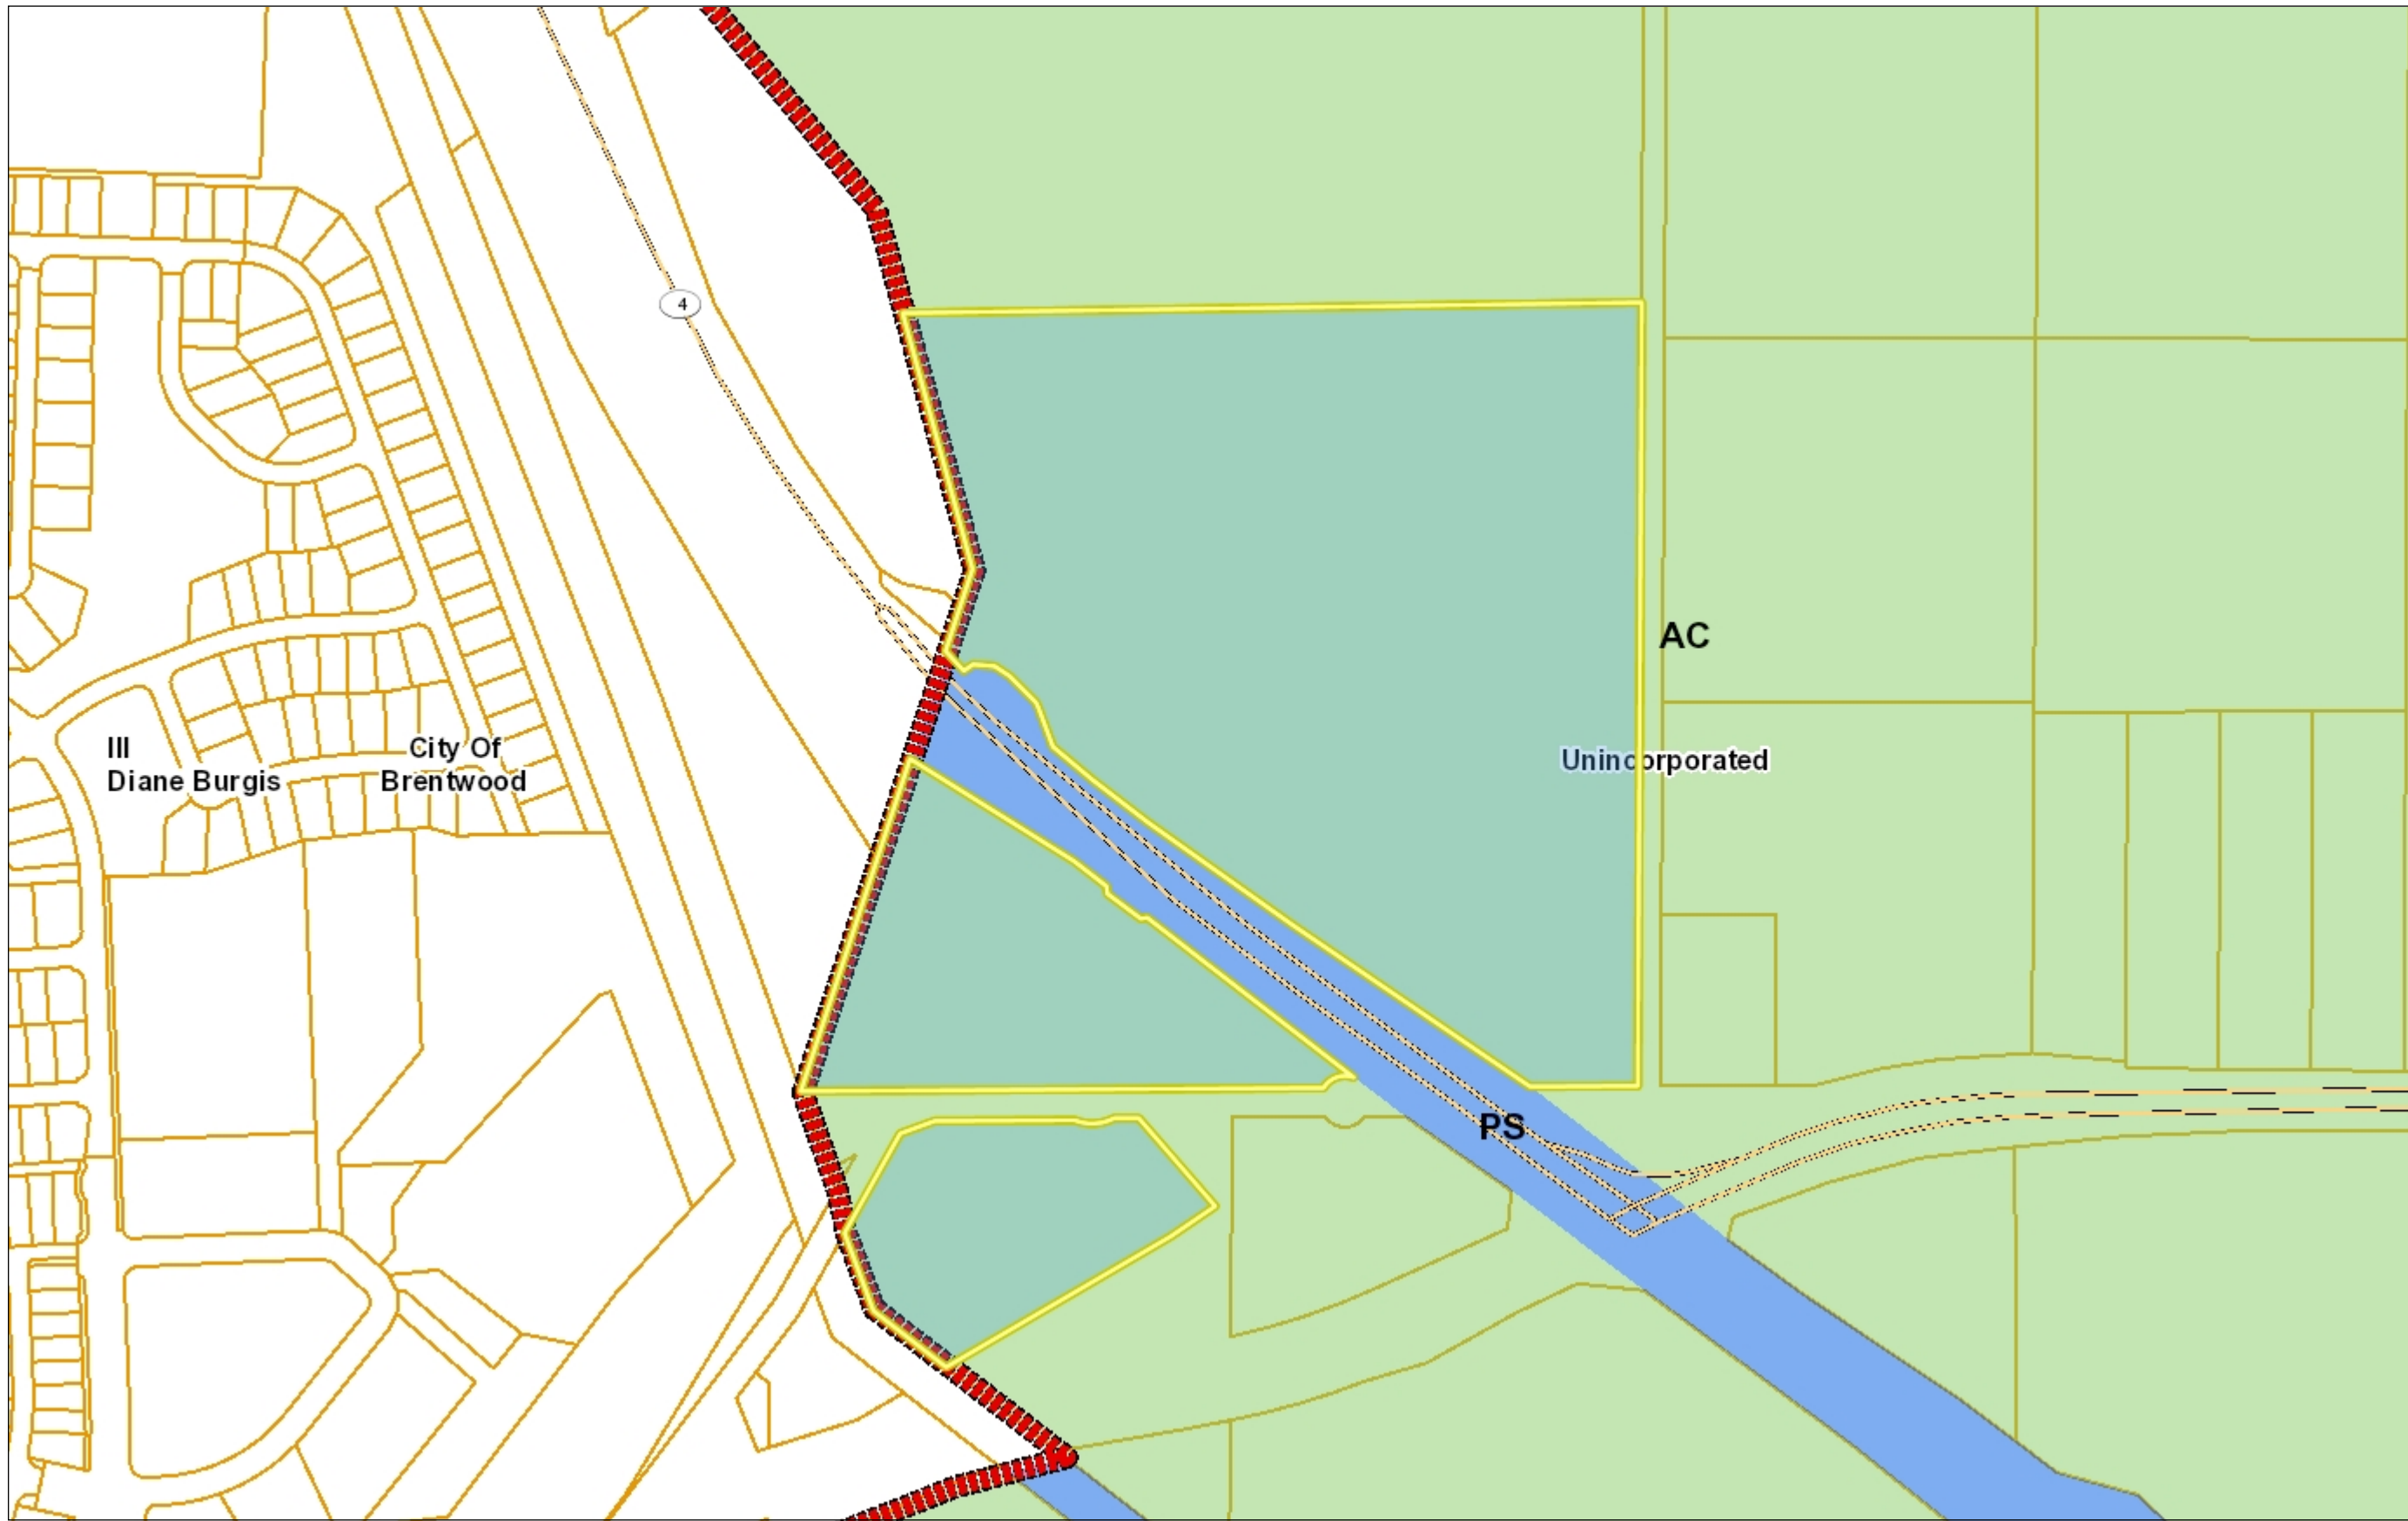 4
AC
III
Diane Burgis
City Of
Brentwood
Unincorporated
PS